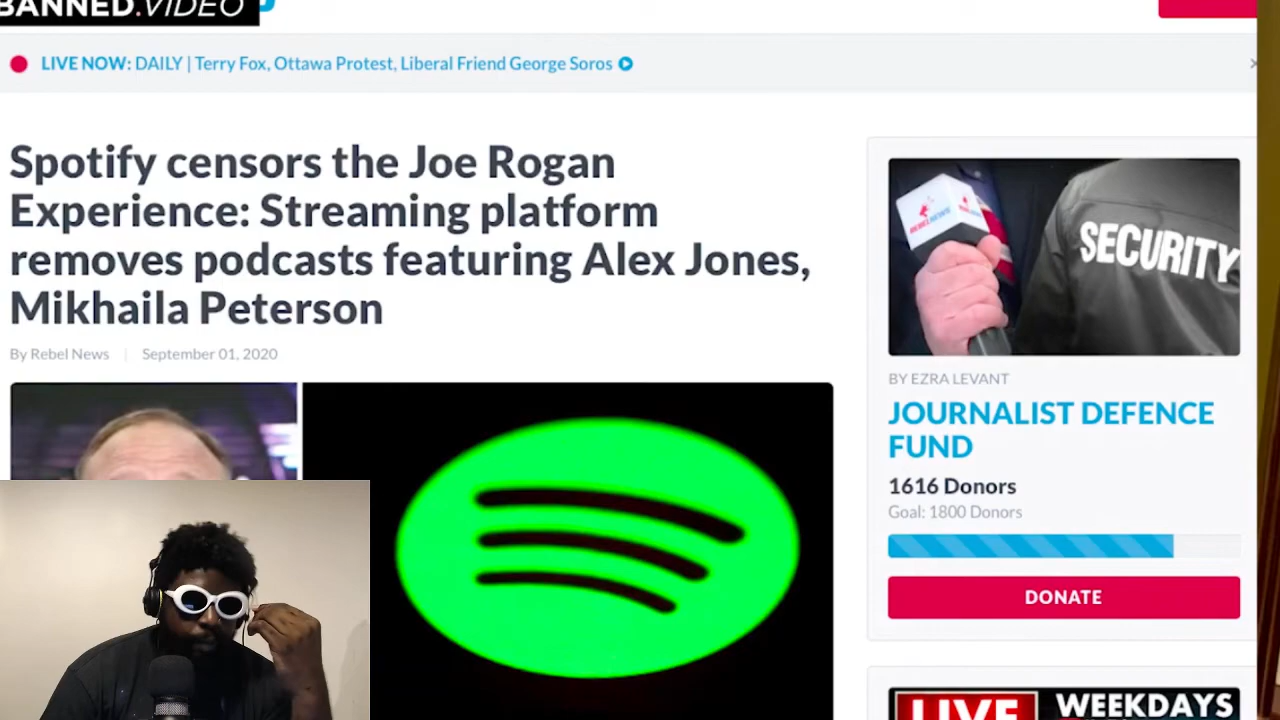 BANNED.VIDEO
LIVE NOW: DAILY | Terry Fox, Ottawa Protest, Liberal Friend George Soros
Spotify censors the Joe Rogan
Experience: Streaming platform
removes podcasts featuring Alex Jones,
Mikhaila Peterson
By Rebel News | September 01, 2020
REBEL NEWS
SECURITY
BY EZRA LEVANT
JOURNALIST DEFENCE
FUND
1616 Donors
Goal: 1800 Donors
DONATE
LIVE WEEKDAYS